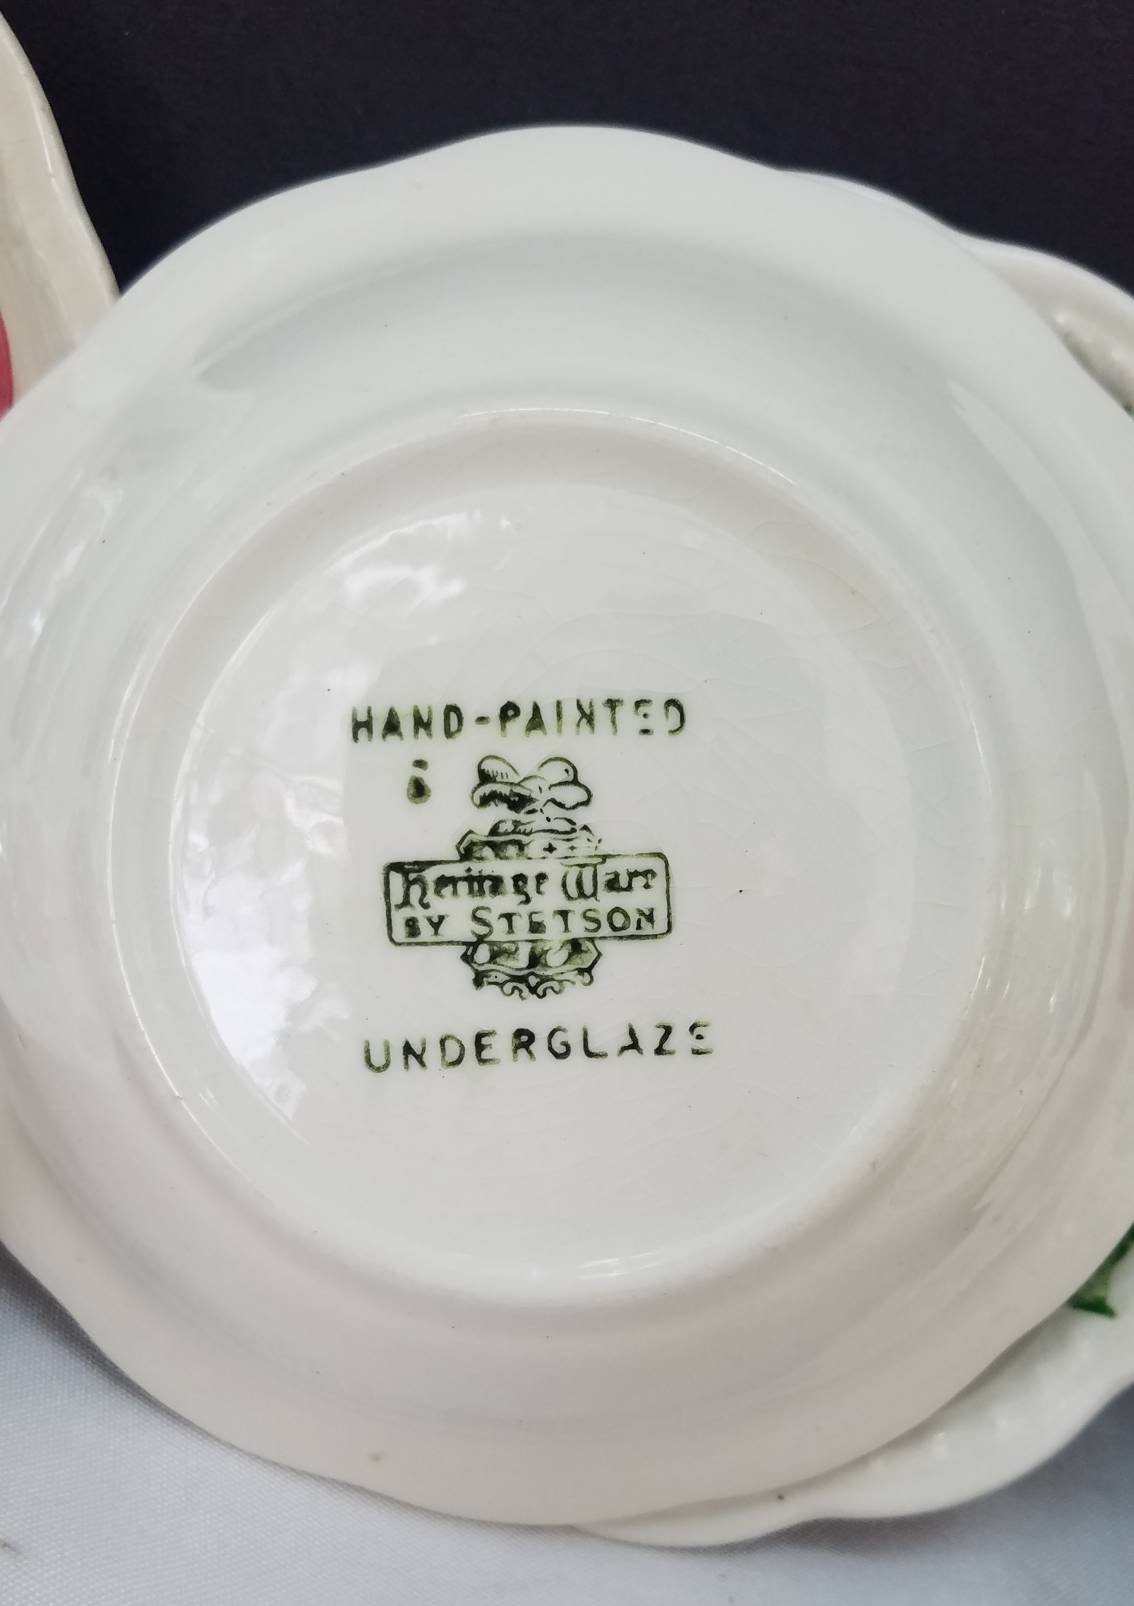 HAND-PAINTED
Heritage Ware
BY STETSON
UNDERGLAZE